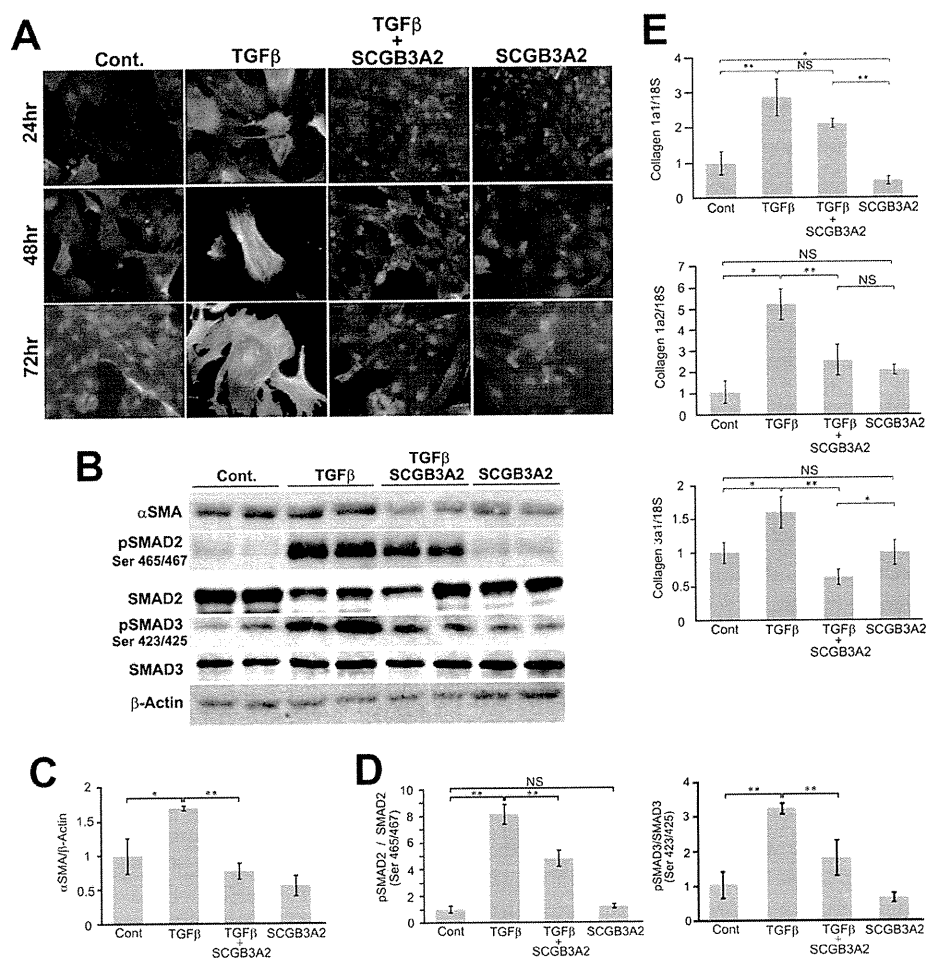 A
Cont.
TGFβ
TGFβ
+
SCGB3A2
SCGB3A2
24hr
48hr
72hr
B
Cont.
TGFβ
TGFβ
SCGB3A2
SCGB3A2
αSMA
pSMAD2
Ser 465/467
SMAD2
pSMAD3
Ser 423/425
SMAD3
β-Actin
C
αSMA/β-Actin
2
1.5
1
0.5
0
*
**
Cont
TGFβ
TGFβ
+
SCGB3A2
SCGB3A2
D
pSMAD2 / SMAD2
(Ser 465/467)
10
8
6
4
2
0
NS
**
**
Cont
TGFβ
TGFβ
+
SCGB3A2
SCGB3A2
pSMAD3/SMAD3
(Ser 423/425)
4
3
2
1
0
**
**
Cont
TGFβ
TGFβ
+
SCGB3A2
SCGB3A2
E
Collagen 1a1/18S
4
3
2
1
0
*
**
NS
**
Cont
TGFβ
TGFβ
+
SCGB3A2
SCGB3A2
Collagen 1a2/18S
7
6
5
4
3
2
1
0
NS
*
**
NS
Cont
TGFβ
TGFβ
+
SCGB3A2
SCGB3A2
Collagen 3a1/18S
2
1.5
1
0.5
0
NS
*
**
*
Cont
TGFβ
TGFβ
+
SCGB3A2
SCGB3A2